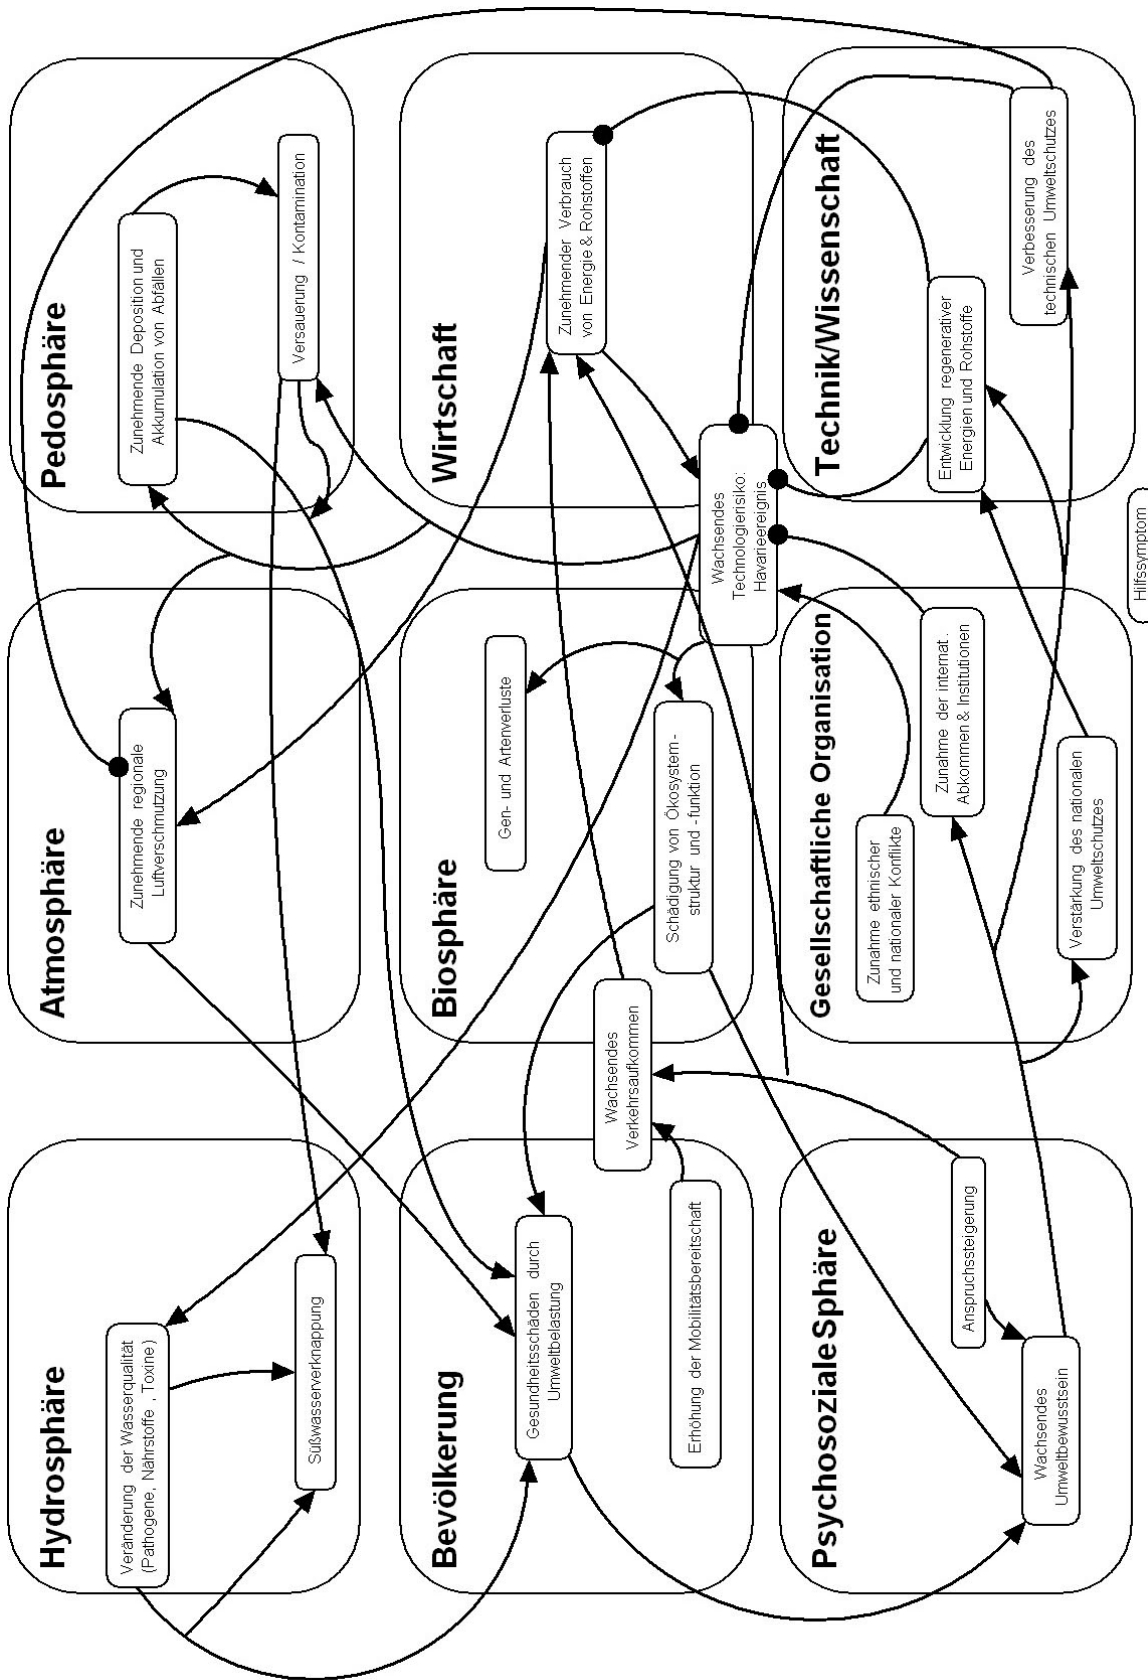 Hydrosphäre
Veränderung der Wasserqualität
(Pathogene, Nährstoffe , Toxine)
Süßwasserverknappung
Atmosphäre
Zunehmende regionale
Luftverschmutzung
Pedosphäre
Zunehmende Deposition und
Akkumulation von Abfällen
Versauerung / Kontamination
Bevölkerung
Gesundheitsschäden durch
Umweltbelastung
Erhöhung der Mobilitätsbereitschaft
Wachsendes
Verkehrsaufkommen
Biosphäre
Gen- und Artenverluste
Schädigung von Ökosystem -
struktur und -funktion
Wirtschaft
Zunehmender Verbrauch
von Energie & Rohstoffen
Wachsendes
Technologierisiko:
Havarieereignis
Psychosoziale Sphäre
Anspruchssteigerung
Wachsendes
Umweltbewusstsein
Gesellschaftliche Organisation
Zunahme ethnischer
und nationaler Konflikte
Zunahme der internat .
Abkommen & Institutionen
Verstärkung des nationalen
Umweltschutzes
Technik/Wissenschaft
Entwicklung regenerativer
Energien und Rohstoffe
Verbesserung des
technischen Umweltschutzes
Hilfssymptom